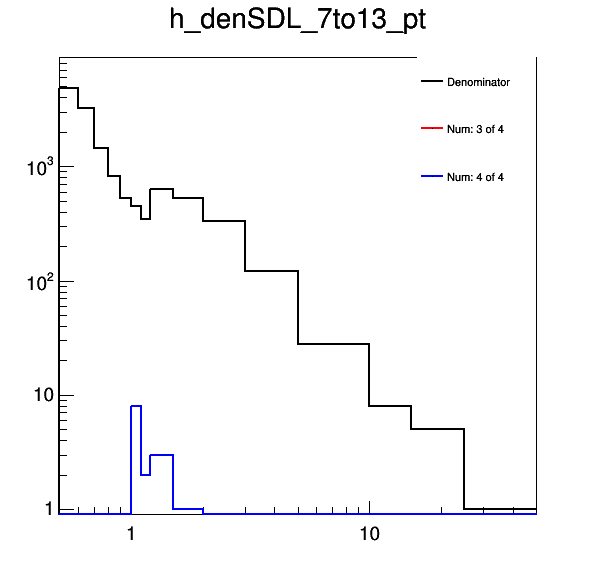 h_denSDL_7to13_pt
Denominator
Num: 3 of 4
Num: 4 of 4
10³
10²
10
1
1
10